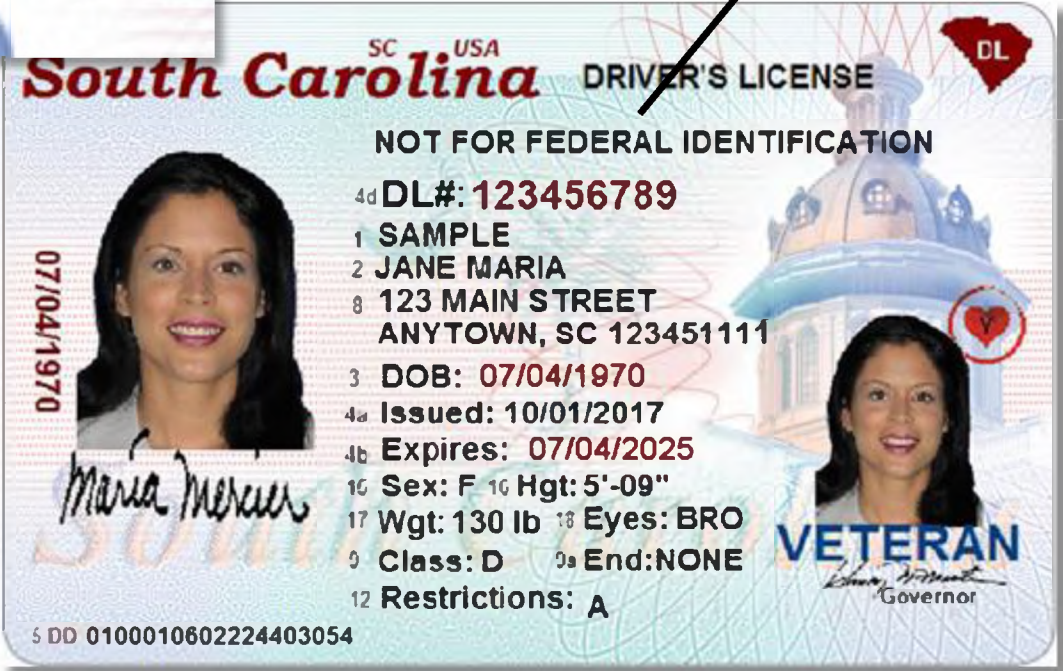 SC USA
South Carolina DRIVER'S LICENSE
DL
NOT FOR FEDERAL IDENTIFICATION
4d DL#: 123456789
1 SAMPLE
2 JANE MARIA
8 123 MAIN STREET
ANYTOWN, SC 123451111
3 DOB: 07/04/1970
4a Issued: 10/01/2017
4b Expires: 07/04/2025
Sex: F 16 Hgt: 5'-09"
17 Wgt: 130 lb 18 Eyes: BRO
9 Class: D 9a End:NONE
12 Restrictions: A
5 DD 0100010602224403054
07/04/1970
Maria Mercier
Y
VETERAN
Governor
South Carolina